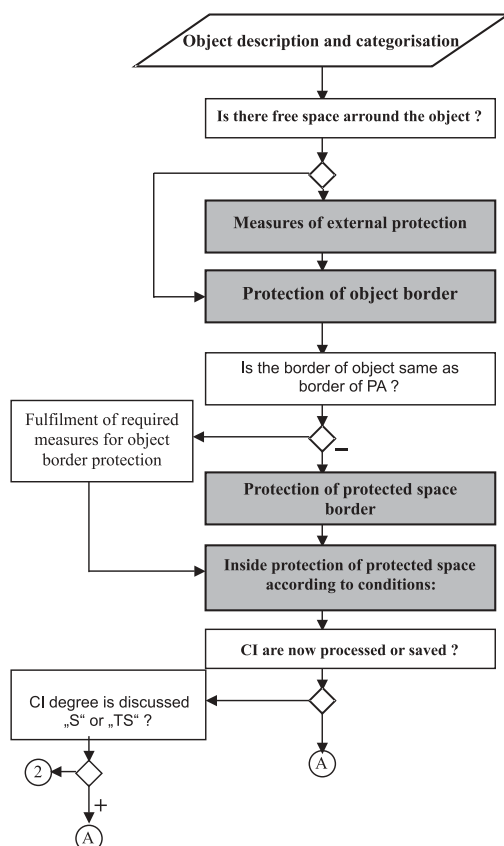 Object description and categorisation
Is there free space arround the object ?
Measures of external protection
Protection of object border
Is the border of object same as
border of PA ?
Fulfilment of required
measures for object
border protection
–
Protection of protected space
border
Inside protection of protected space
according to conditions:
CI are now processed or saved ?
CI degree is discussed
„S“ or „TS“ ?
2
A
+
A